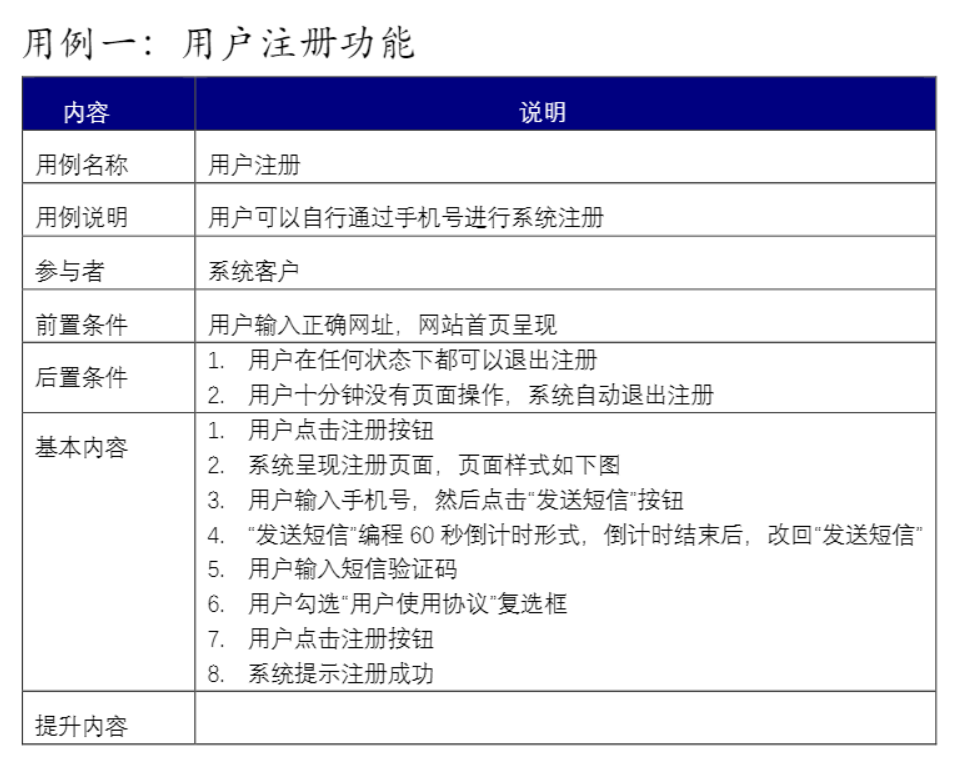 用例一：用户注册功能
内容 说明
用例名称 用户注册
用例说明 用户可以自行通过手机号进行系统注册
参与者 系统客户
前置条件 用户输入正确网址，网站首页呈现
后置条件
1. 用户在任何状态下都可以退出注册
2. 用户十分钟没有页面操作，系统自动退出注册
基本内容
1. 用户点击注册按钮
2. 系统呈现注册页面，页面样式如下图
3. 用户输入手机号，然后点击“发送短信”按钮
4. “发送短信”编程 60 秒倒计时形式，倒计时结束后，改回“发送短信”
5. 用户输入短信验证码
6. 用户勾选“用户使用协议”复选框
7. 用户点击注册按钮
8. 系统提示注册成功
提升内容